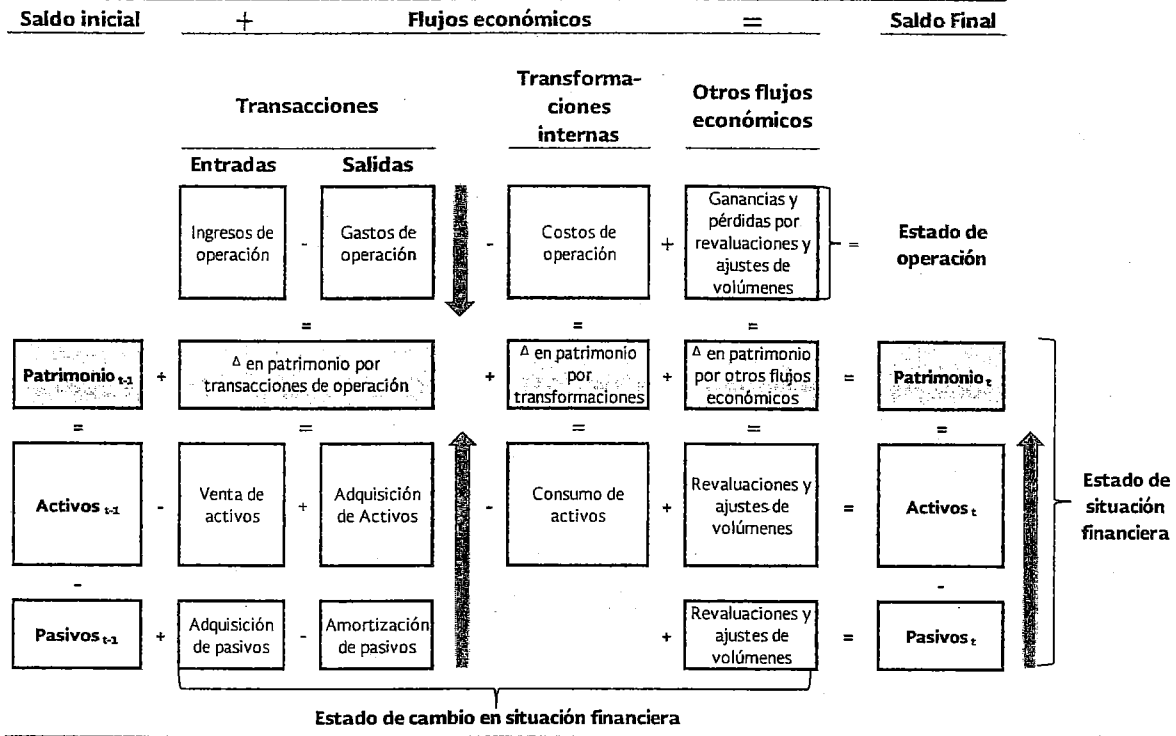 Saldo inicial + Flujos económicos = Saldo Final
Transacciones
Transforma-
ciones
internas
Otros flujos
económicos
Entradas Salidas
Ingresos de
operación
-
Gastos de
operación
-
Costos de
operación
+
Ganancias y
pérdidas por
revaluaciones y
ajustes de
volúmenes
- =
Estado de
operación
= = =
Patrimonio t-1
+
Δ en patrimonio por
transacciones de operación
+
Δ en patrimonio
por
transformaciones
+
Δ en patrimonio
por otros flujos
económicos
=
Patrimonio t
= = = = =
Activos t-1
-
Venta de
activos
+
Adquisición
de Activos
-
Consumo de
activos
+
Revaluaciones y
ajustes de
volúmenes
=
Activos t
Estado de
situación
financiera
- -
Pasivos t-1
+
Adquisición
de pasivos
-
Amortización
de pasivos
+
Revaluaciones y
ajustes de
volúmenes
=
Pasivos t
Estado de cambio en situación financiera